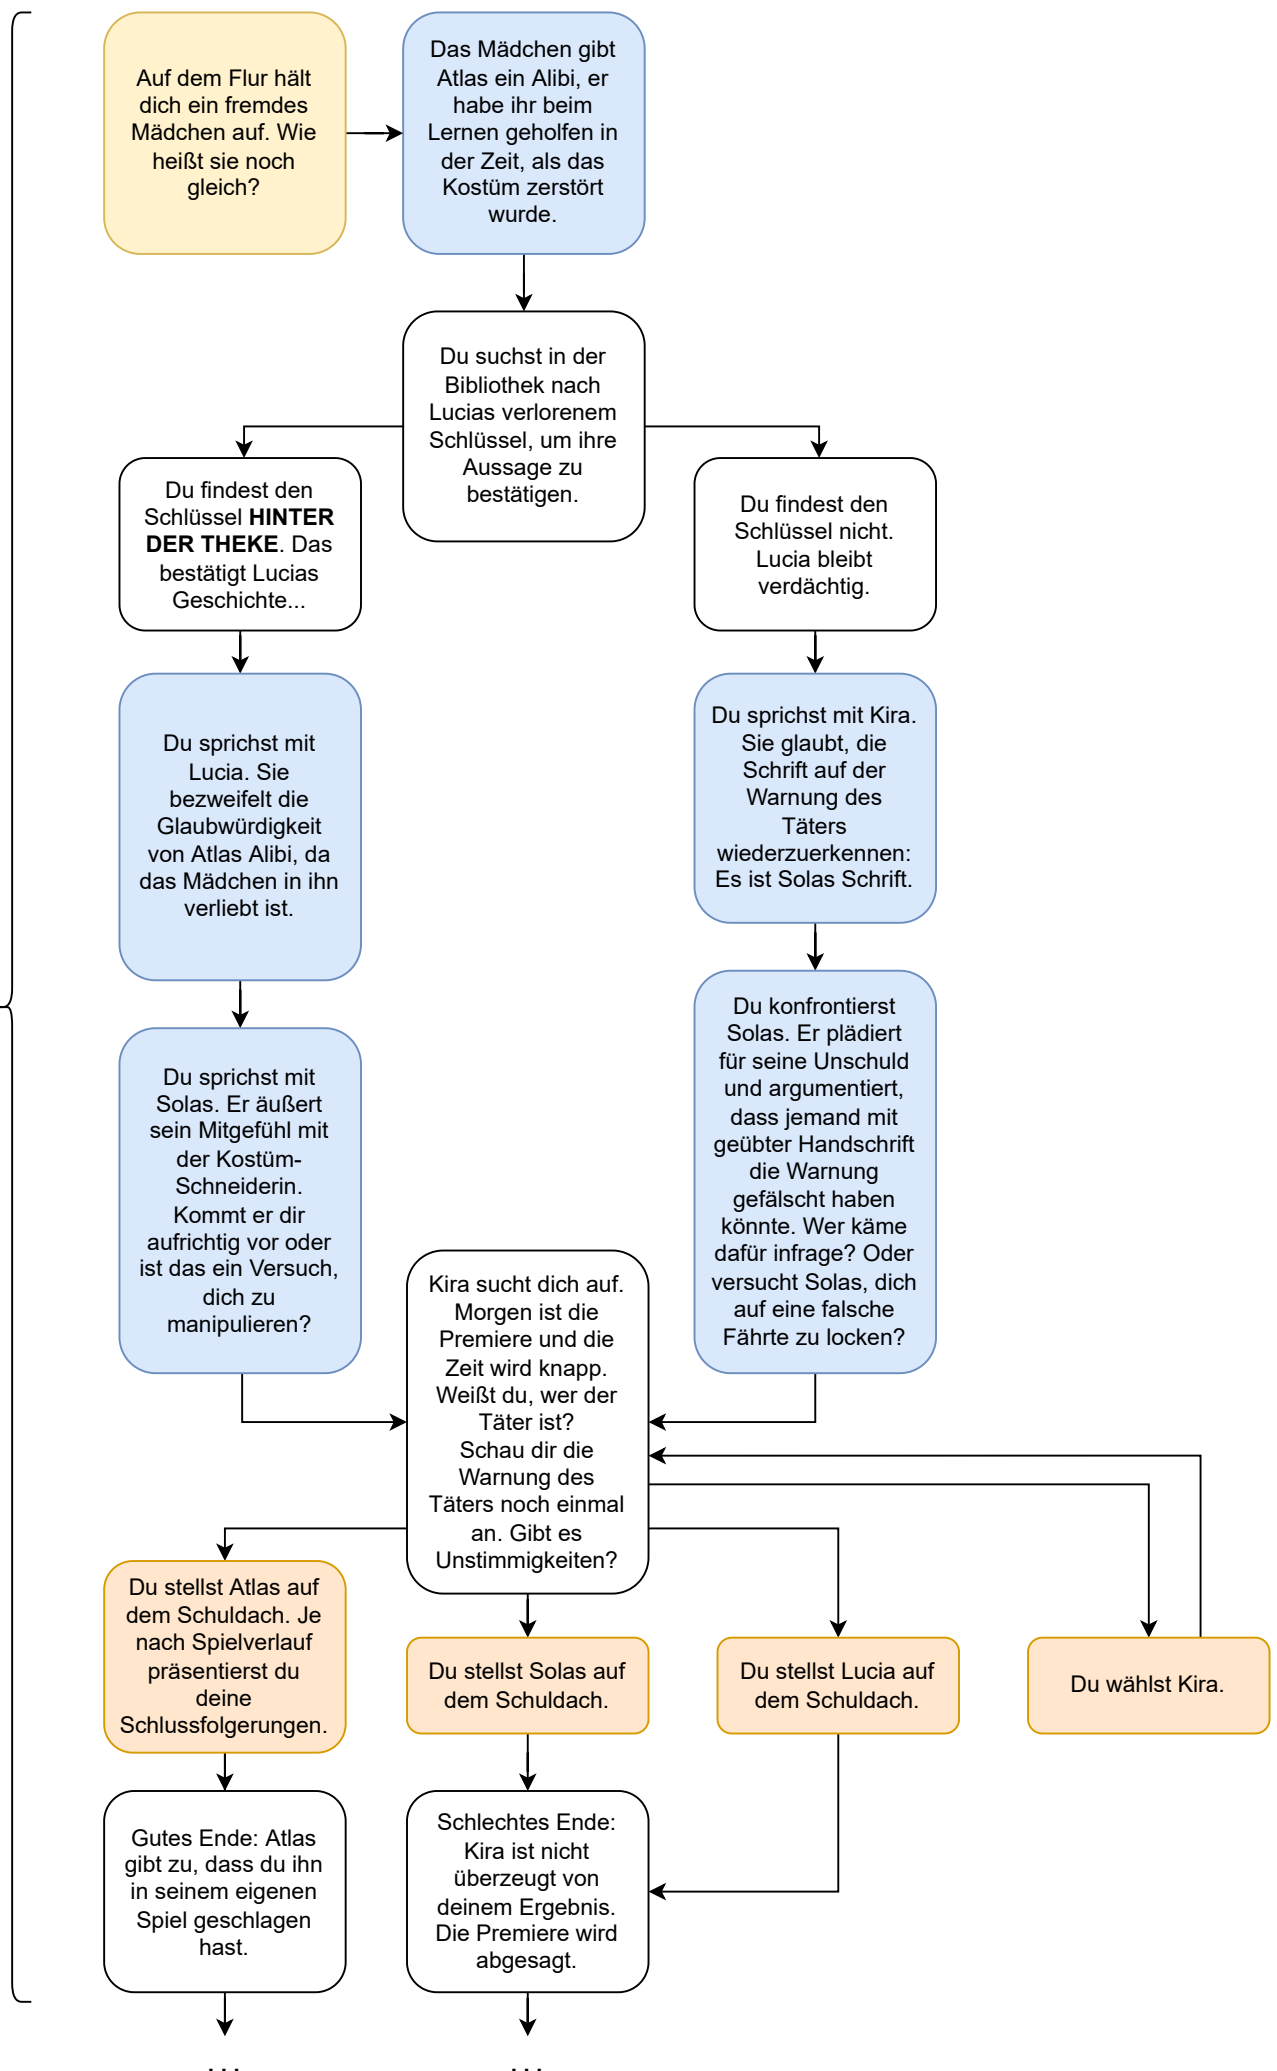 Auf dem Flur hält
dich ein fremdes
Mädchen auf. Wie
heißt sie noch
gleich?
Das Mädchen gibt
Atlas ein Alibi, er
habe ihr beim
Lernen geholfen in
der Zeit, als das
Kostüm zerstört
wurde.
Du suchst in der
Bibliothek nach
Lucias verlorenem
Schlüssel, um ihre
Aussage zu
bestätigen.
Du findest den
Schlüssel HINTER
DER THEKE. Das
bestätigt Lucias
Geschichte...
Du findest den
Schlüssel nicht.
Lucia bleibt
verdächtig.
Du sprichst mit
Lucia. Sie
bezweifelt die
Glaubwürdigkeit
von Atlas Alibi, da
das Mädchen in ihn
verliebt ist.
Du sprichst mit Kira.
Sie glaubt, die
Schrift auf der
Warnung des
Täters
wiederzuerkennen:
Es ist Solas Schrift.
Du sprichst mit
Solas. Er äußert
sein Mitgefühl mit
der Kostüm-
Schneiderin.
Kommt er dir
aufrichtig vor oder
ist das ein Versuch,
dich zu
manipulieren?
Du konfrontierst
Solas. Er plädiert
für seine Unschuld
und argumentiert,
dass jemand mit
geübter Handschrift
die Warnung
gefälscht haben
könnte. Wer käme
dafür infrage? Oder
versucht Solas, dich
auf eine falsche
Fährte zu locken?
Kira sucht dich auf.
Morgen ist die
Premiere und die
Zeit wird knapp.
Weißt du, wer der
Täter ist?
Schau dir die
Warnung des
Täters noch einmal
an. Gibt es
Unstimmigkeiten?
Du stellst Atlas auf
dem Schuldach. Je
nach Spielverlauf
präsentierst du
deine
Schlussfolgerungen.
Du stellst Solas auf
dem Schuldach.
Du stellst Lucia auf
dem Schuldach.
Du wählst Kira.
Gutes Ende: Atlas
gibt zu, dass du ihn
in seinem eigenen
Spiel geschlagen
hast.
Schlechtes Ende:
Kira ist nicht
überzeugt von
deinem Ergebnis.
Die Premiere wird
abgesagt.
...
...